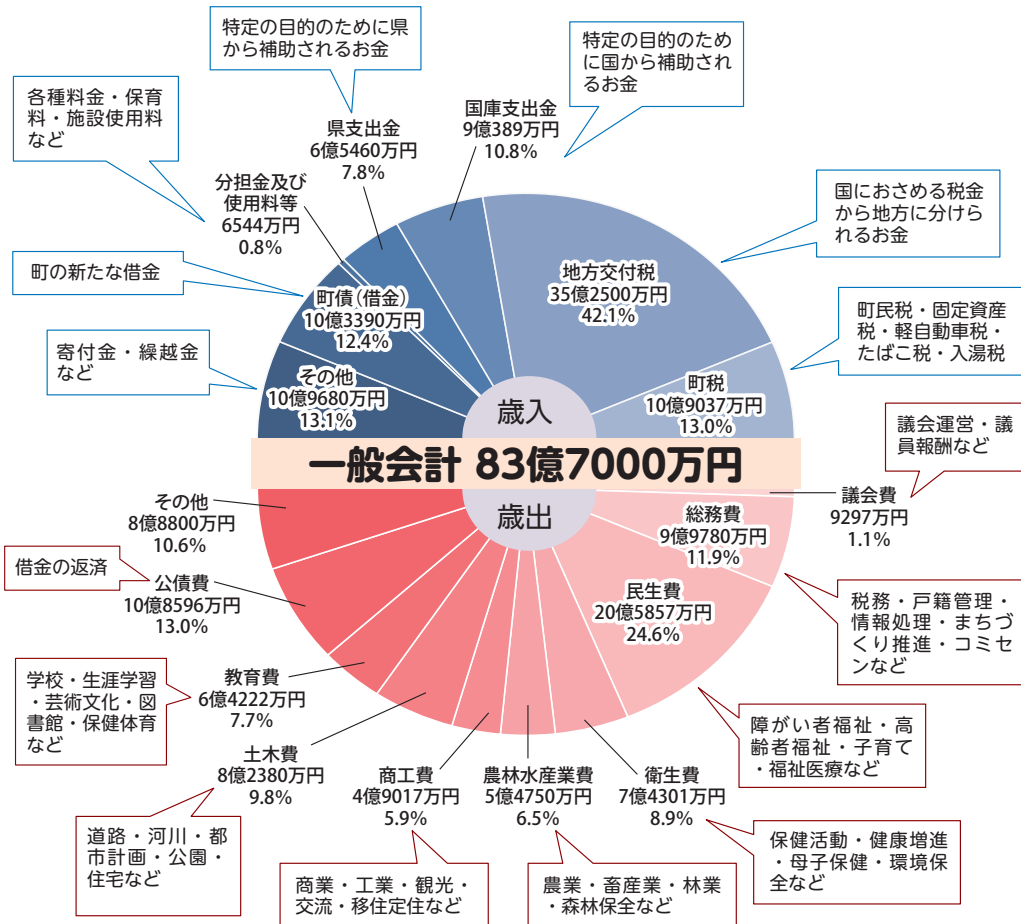 特定の目的のために県
から補助されるお金
特定の目的のため
に国から補助され
るお金
各種料金・保育
料・施設使用料
など
国庫支出金
9億389万円
10.8%
県支出金
6億5460万円
7.8%
分担金及び
使用料等
6544万円
0.8%
国におさめる税金
から地方に分けら
れるお金
町の新たな借金
地方交付税
35億2500万円
42.1%
町債(借金)
10億3390万円
12.4%
町民税・固定資産
税・軽自動車税・
たばこ税・入湯税
寄付金・繰越金
など
その他
10億9680万円
13.1%
町税
10億9037万円
13.0%
歳入
一般会計 83億7000万円
歳出
議会運営・議
員報酬など
議会費
9297万円
1.1%
その他
8億8800万円
10.6%
総務費
9億9780万円
11.9%
借金の返済
公債費
10億8596万円
13.0%
民生費
20億5857万円
24.6%
税務・戸籍管理・
情報処理・まちづ
くり推進・コミセ
ンなど
学校・生涯学習
・芸術文化・図
書館・保健体育
など
教育費
6億4222万円
7.7%
障がい者福祉・高
齢者福祉・子育て
・福祉医療など
土木費
8億2380万円
9.8%
商工費
4億9017万円
5.9%
農林水産業費
5億4750万円
6.5%
衛生費
7億4301万円
8.9%
道路・河川・都
市計画・公園・
住宅など
商業・工業・観光・
交流・移住定住など
農業・畜産業・林業
・森林保全など
保健活動・健康増進
・母子保健・環境保
全など